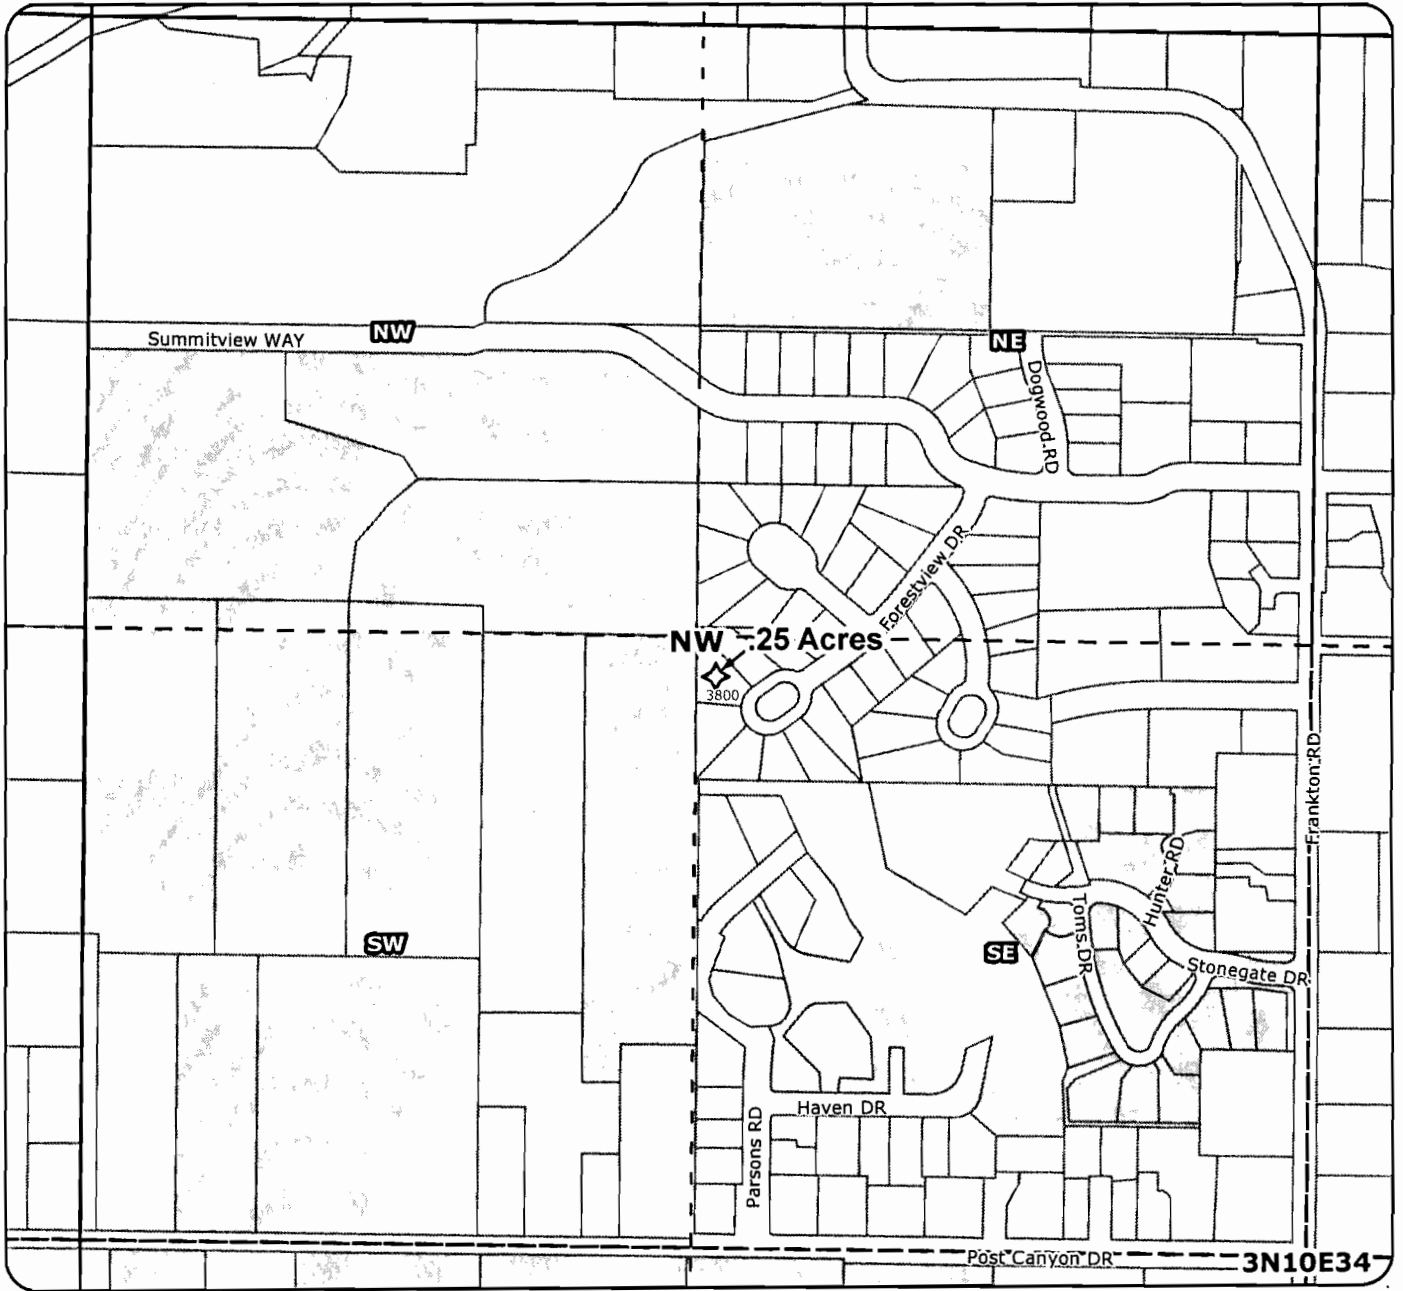 Summitview WAY
NW
NE
Dogwood RD
Forestview DR
NW .25 Acres
3800
Frankton RD
Hunter RD
SW
SE
Toms DR
Stonegate DR
Haven DR
Parsons RD
Post Canyon DR
3N10E34